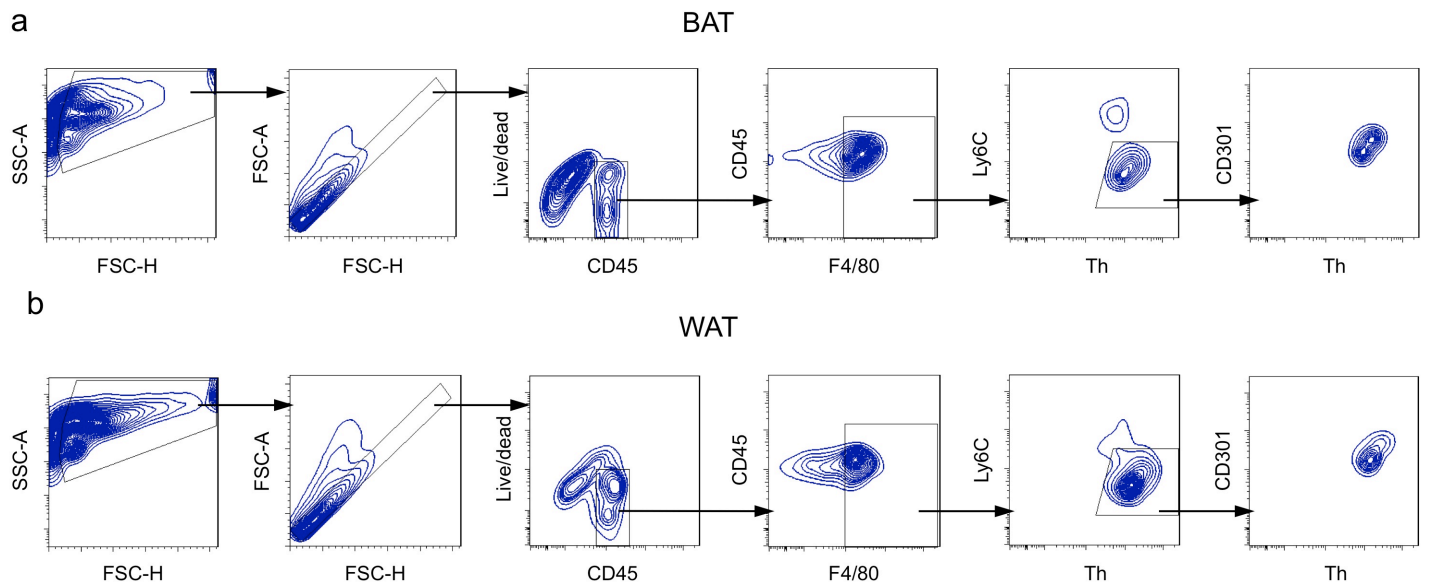 a
BAT
SSC-A
FSC-H
FSC-A
FSC-H
Live/dead
CD45
CD45
F4/80
Ly6C
Th
CD301
Th
b
WAT
SSC-A
FSC-H
FSC-A
FSC-H
Live/dead
CD45
CD45
F4/80
Ly6C
Th
CD301
Th